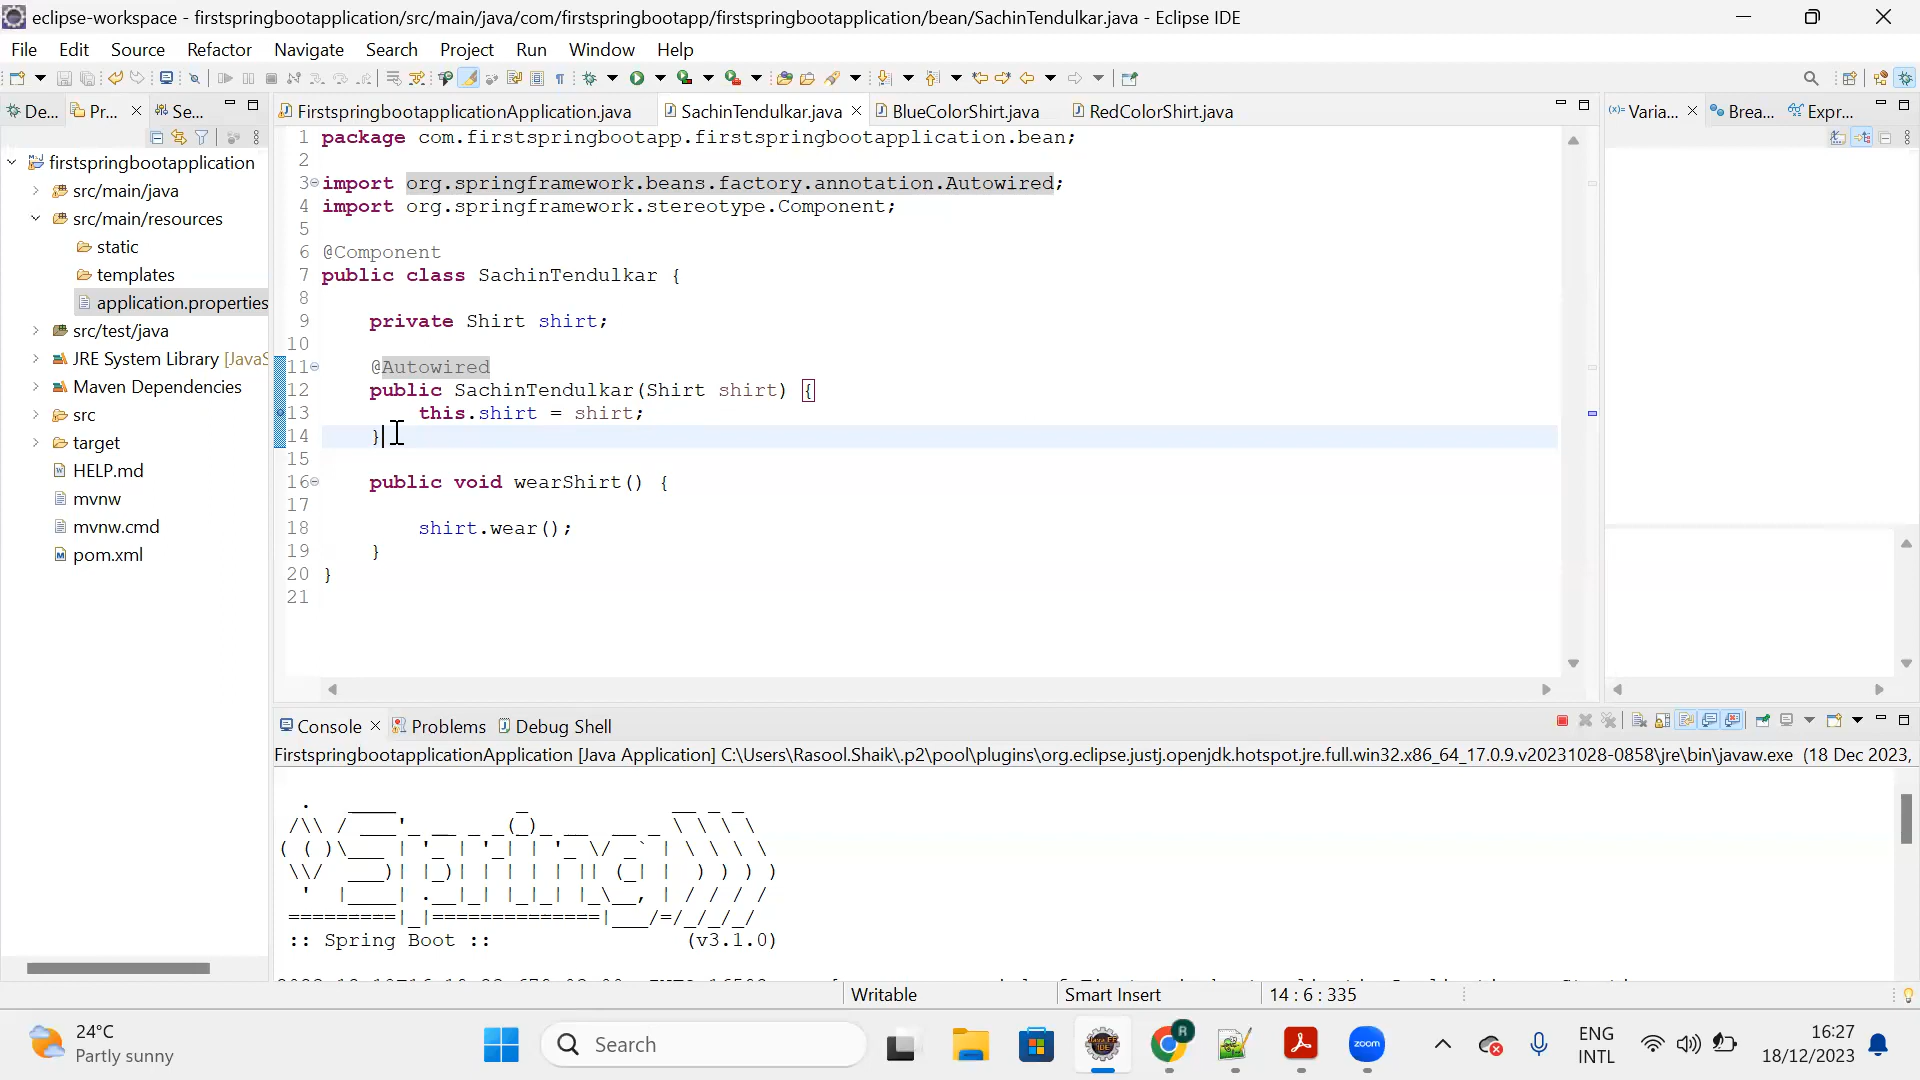 eclipse-workspace - firstspringbootapplication/src/main/java/com/firstspringbootapp/firstspringbootapplication/bean/SachinTendulkar.java - Eclipse IDE
File Edit Source Refactor Navigate Search Project Run Window Help
De... Pr... Se...
FirstspringbootapplicationApplication.java SachinTendulkar.java BlueColorShirt.java RedColorShirt.java
Varia... Brea... Expr...
firstspringbootapplication
src/main/java
src/main/resources
static
templates
application.properties
src/test/java
JRE System Library [JavaS
Maven Dependencies
src
target
HELP.md
mvnw
mvnw.cmd
pom.xml
1 package com.firstspringbootapp.firstspringbootapplication.bean;
2
3 import org.springframework.beans.factory.annotation.Autowired;
4 import org.springframework.stereotype.Component;
5
6 @Component
7 public class SachinTendulkar {
8
9 private Shirt shirt;
10
11 @Autowired
12 public SachinTendulkar(Shirt shirt) {
13 this.shirt = shirt;
14 }
15
16 public void wearShirt() {
17
18 shirt.wear();
19 }
20 }
21
Console Problems Debug Shell
FirstspringbootapplicationApplication [Java Application] C:\Users\Rasool.Shaik\.p2\pool\plugins\org.eclipse.justj.openjdk.hotspot.jre.full.win32.x86_64_17.0.9.v20231028-0858\jre\bin\javaw.exe (18 Dec 2023,
Spring
:: Spring Boot :: (v3.1.0)
Writable Smart Insert 14 : 6 : 335
24°C
Partly sunny
Search
zoom
ENG
INTL
16:27
18/12/2023